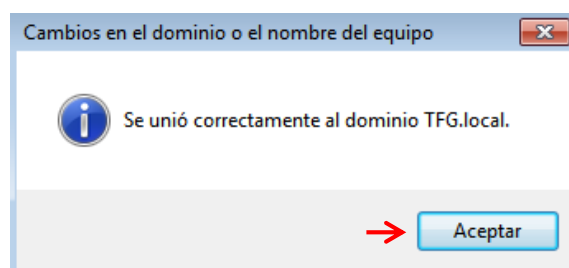 Cambios en el dominio o el nombre del equipo
Se unió correctamente al dominio TFG.local.
Aceptar